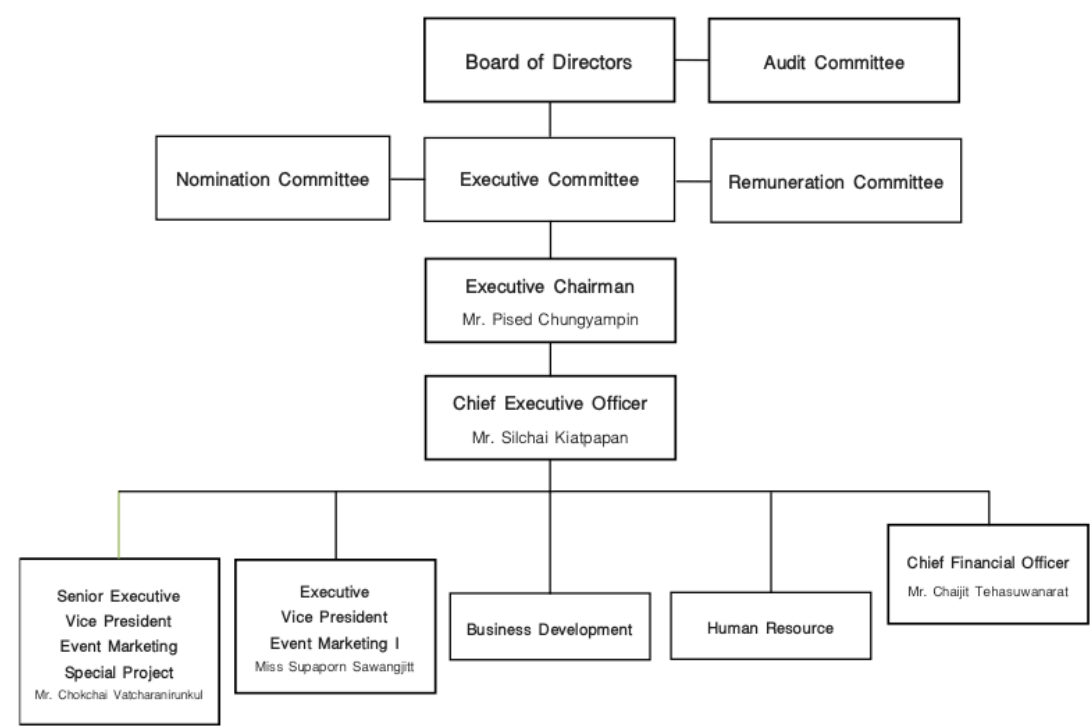 Board of Directors
Audit Committee
Nomination Committee
Executive Committee
Remuneration Committee
Executive Chairman
Mr. Pised Chungyampin
Chief Executive Officer
Mr. Silchai Kiatpapan
Senior Executive
Vice President
Event Marketing
Special Project
Mr. Chokchai Vatcharanirunkul
Executive
Vice President
Event Marketing I
Miss Supaporn Sawangjitt
Business Development
Human Resource
Chief Financial Officer
Mr. Chaijit Tehasuwanarat